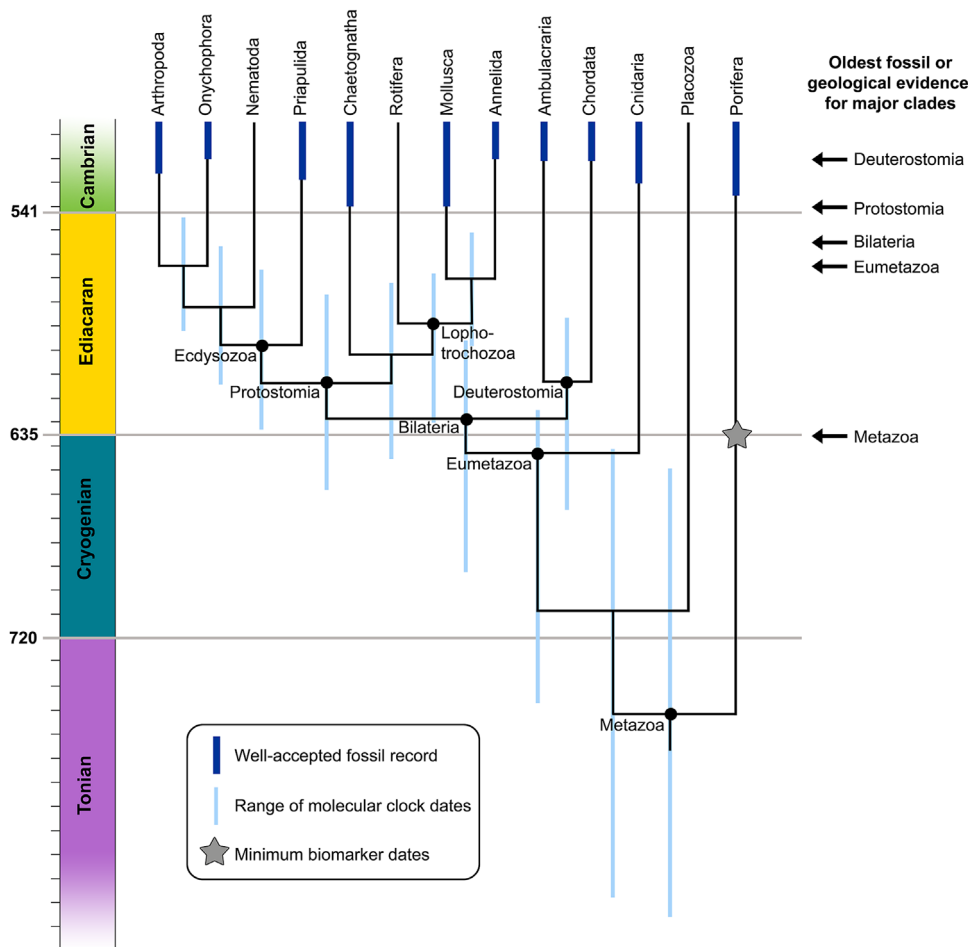 Arthropoda
Onychophora
Nematoda
Priapulida
Chaetognatha
Rotifera
Mollusca
Annelida
Ambulacraria
Chordata
Cnidaria
Placozoa
Porifera
Oldest fossil or
geological evidence
for major clades
Cambrian
Deuterostomia
541
Protostomia
Bilateria
Eumetazoa
Ediacaran
Lopho-
trochozoa
Ecdysozoa
Protostomia
Deuterostomia
Bilateria
635
Metazoa
Eumetazoa
Cryogenian
720
Metazoa
Tonian
Well-accepted fossil record
Range of molecular clock dates
Minimum biomarker dates